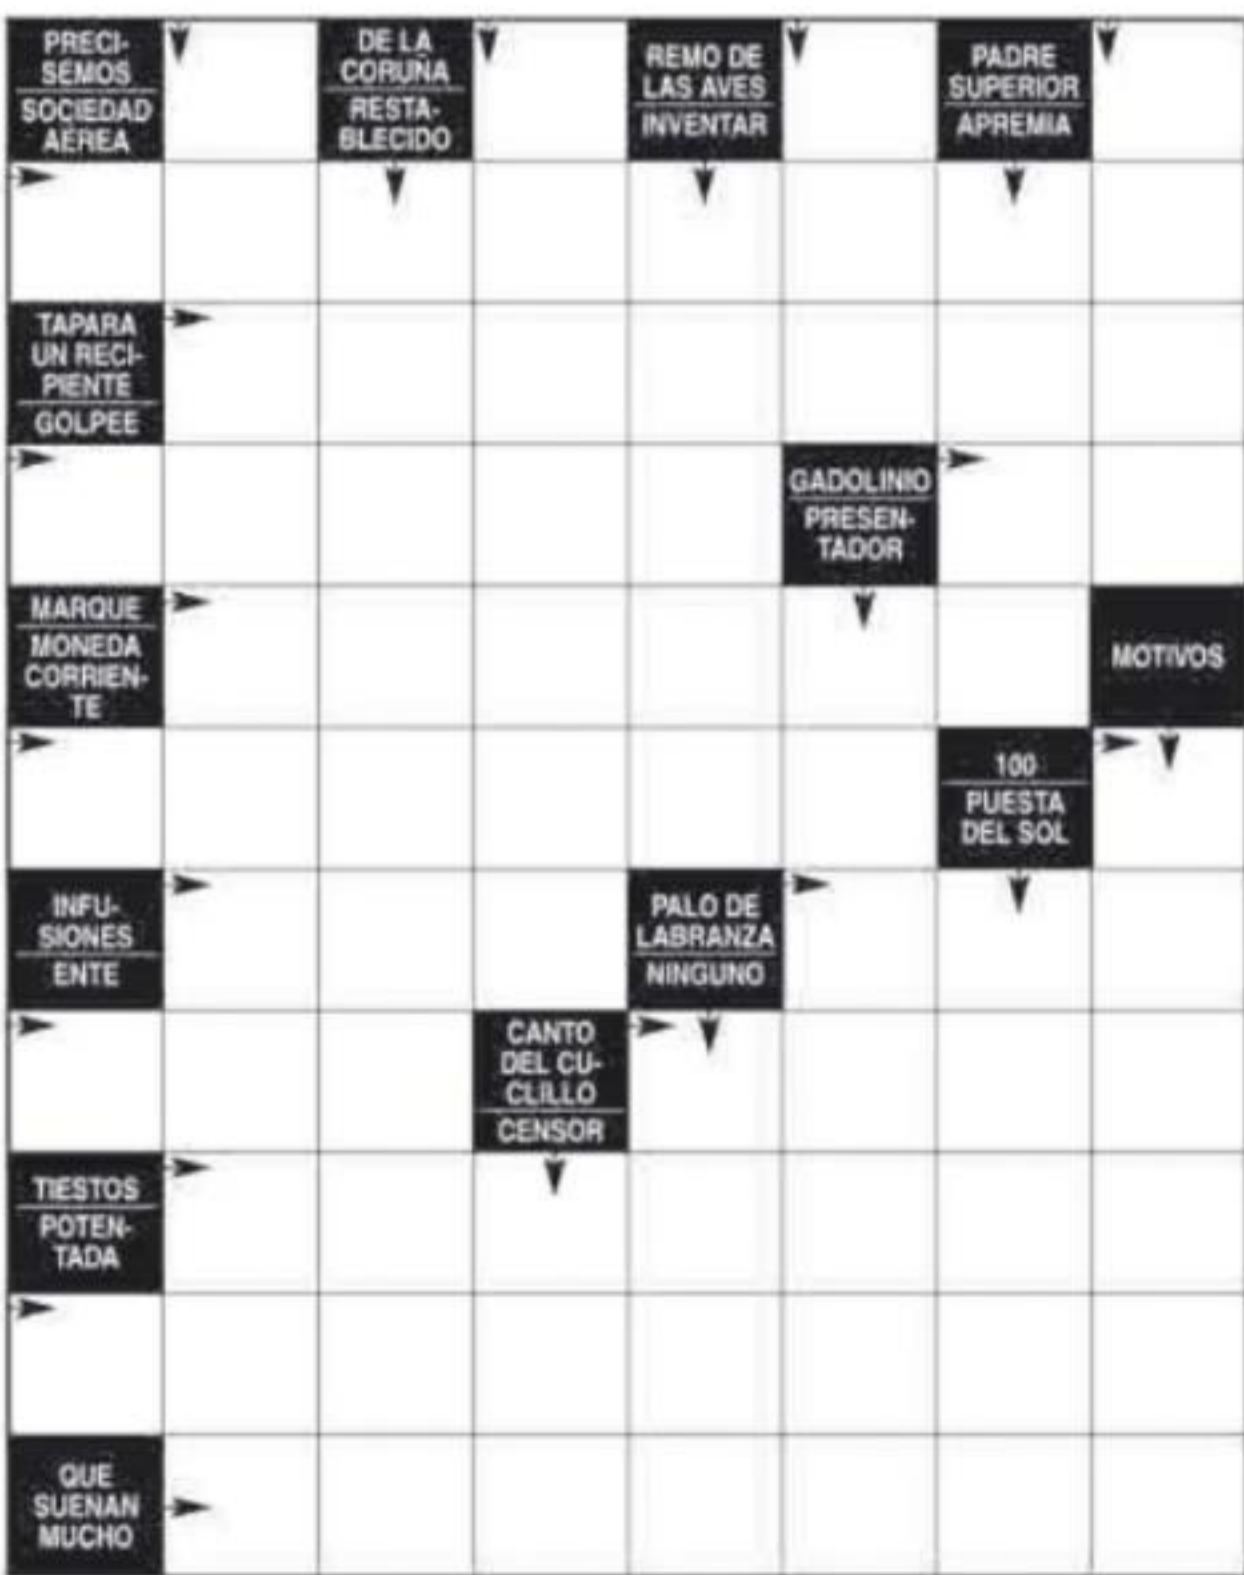 PRECI-
SEMOS
SOCIEDAD
AÉREA
DE LA
CORUÑA
RESTA-
BLECIDO
REMO DE
LAS AVES
INVENTAR
PADRE
SUPERIOR
APREMIA
TAPARA
UN RECI-
PIENTE
GOLPEE
GADOLINIO
PRESEN-
TADOR
MARQUE
MONEDA
CORRIEN-
TE
MOTIVOS
100
PUESTA
DEL SOL
INFU-
SIONES
ENTE
PALO DE
LABRANZA
NINGUNO
CANTO
DEL CU-
CLILLO
CENSOR
TIESTOS
POTEN-
TADA
QUE
SUENAN
MUCHO